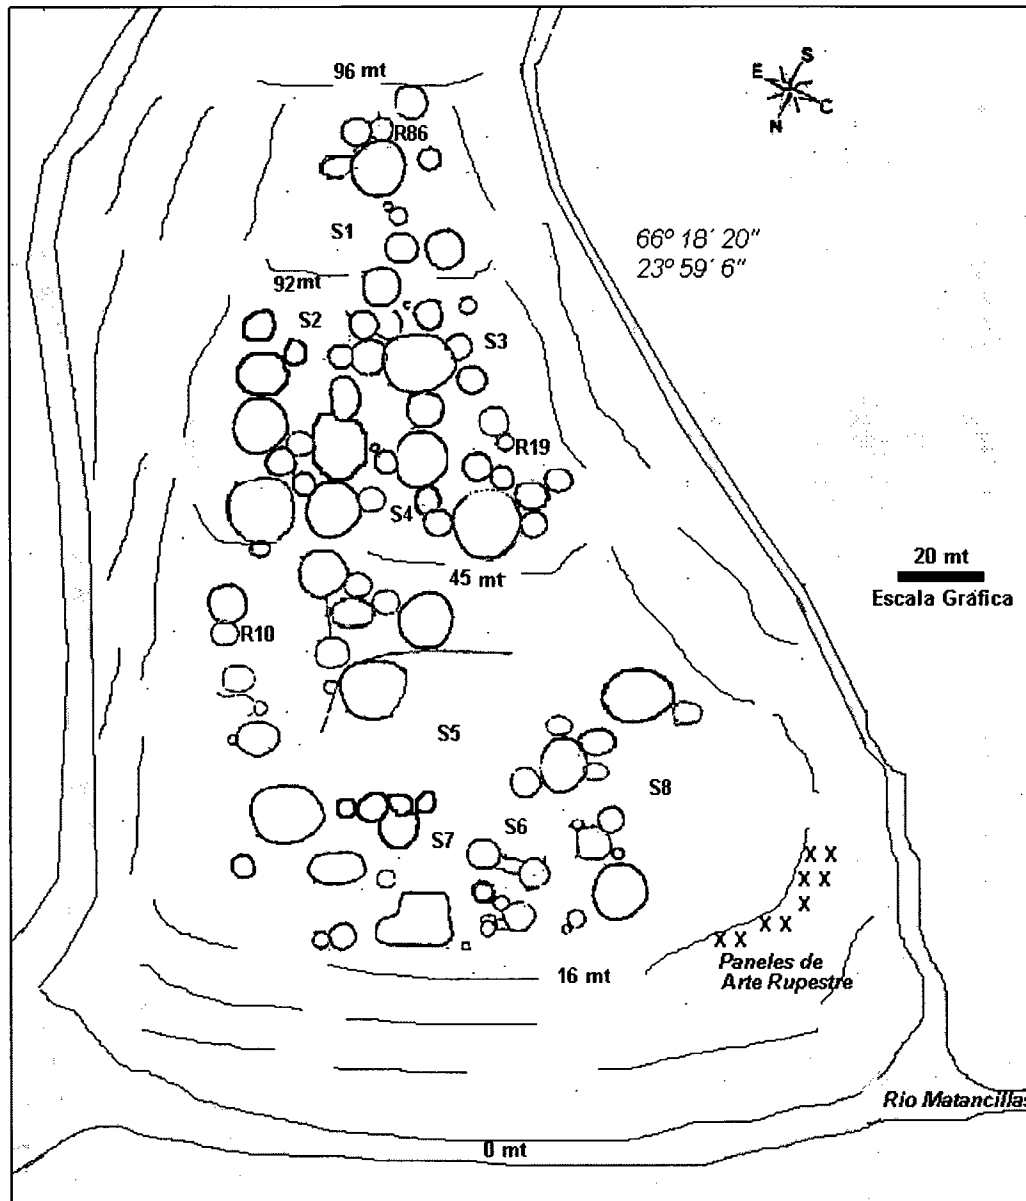 96 mt
S
E
C
N
R86
S1
66º 18' 20"
23º 59' 6"
92mt
S2
S3
R19
S4
45 mt
20 mt
Escala Gráfica
R10
S5
S8
S6
S7
X X
X X
X
X X
X X
Paneles de
Arte Rupestre
16 mt
Rio Matancillas
0 mt